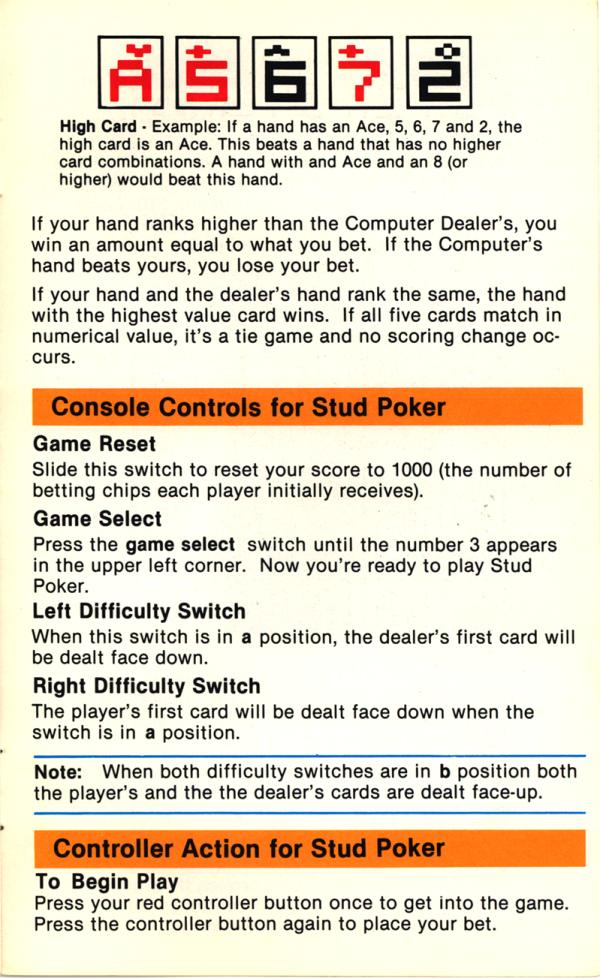 A 5 6 7 2
High Card - Example: If a hand has an Ace, 5, 6, 7 and 2, the
high card is an Ace. This beats a hand that has no higher
card combinations. A hand with and Ace and an 8 (or
higher) would beat this hand.
If your hand ranks higher than the Computer Dealer's, you
win an amount equal to what you bet. If the Computer's
hand beats yours, you lose your bet.
If your hand and the dealer's hand rank the same, the hand
with the highest value card wins. If all five cards match in
numerical value, it's a tie game and no scoring change oc-
curs.
Console Controls for Stud Poker
Game Reset
Slide this switch to reset your score to 1000 (the number of
betting chips each player initially receives).
Game Select
Press the game select switch until the number 3 appears
in the upper left corner. Now you're ready to play Stud
Poker.
Left Difficulty Switch
When this switch is in a position, the dealer's first card will
be dealt face down.
Right Difficulty Switch
The player's first card will be dealt face down when the
switch is in a position.
Note: When both difficulty switches are in b position both
the player's and the the dealer's cards are dealt face-up.
Controller Action for Stud Poker
To Begin Play
Press your red controller button once to get into the game.
Press the controller button again to place your bet.